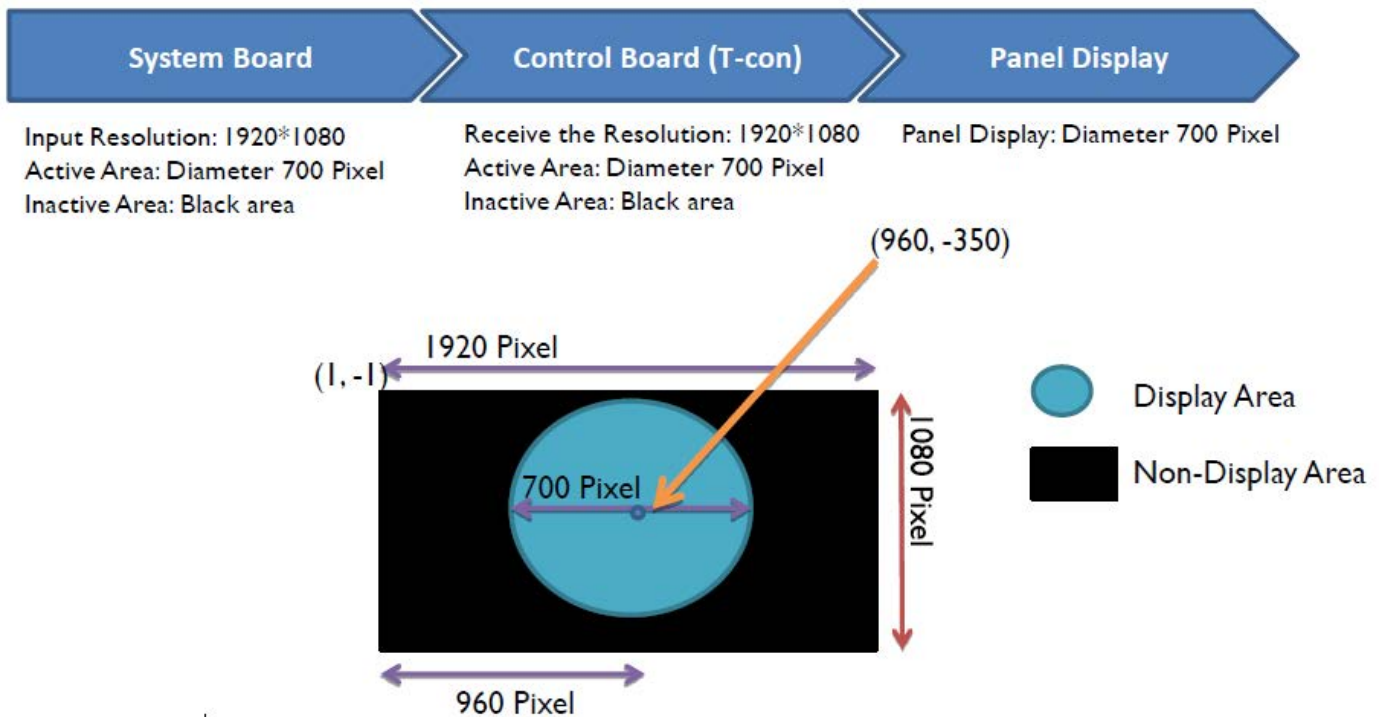 System Board
Control Board (T-con)
Panel Display
Input Resolution: 1920*1080
Active Area: Diameter 700 Pixel
Inactive Area: Black area
Receive the Resolution: 1920*1080
Active Area: Diameter 700 Pixel
Inactive Area: Black area
Panel Display: Diameter 700 Pixel
(960, -350)
1920 Pixel
(1, -1)
Display Area
1080 Pixel
Non-Display Area
700 Pixel
960 Pixel